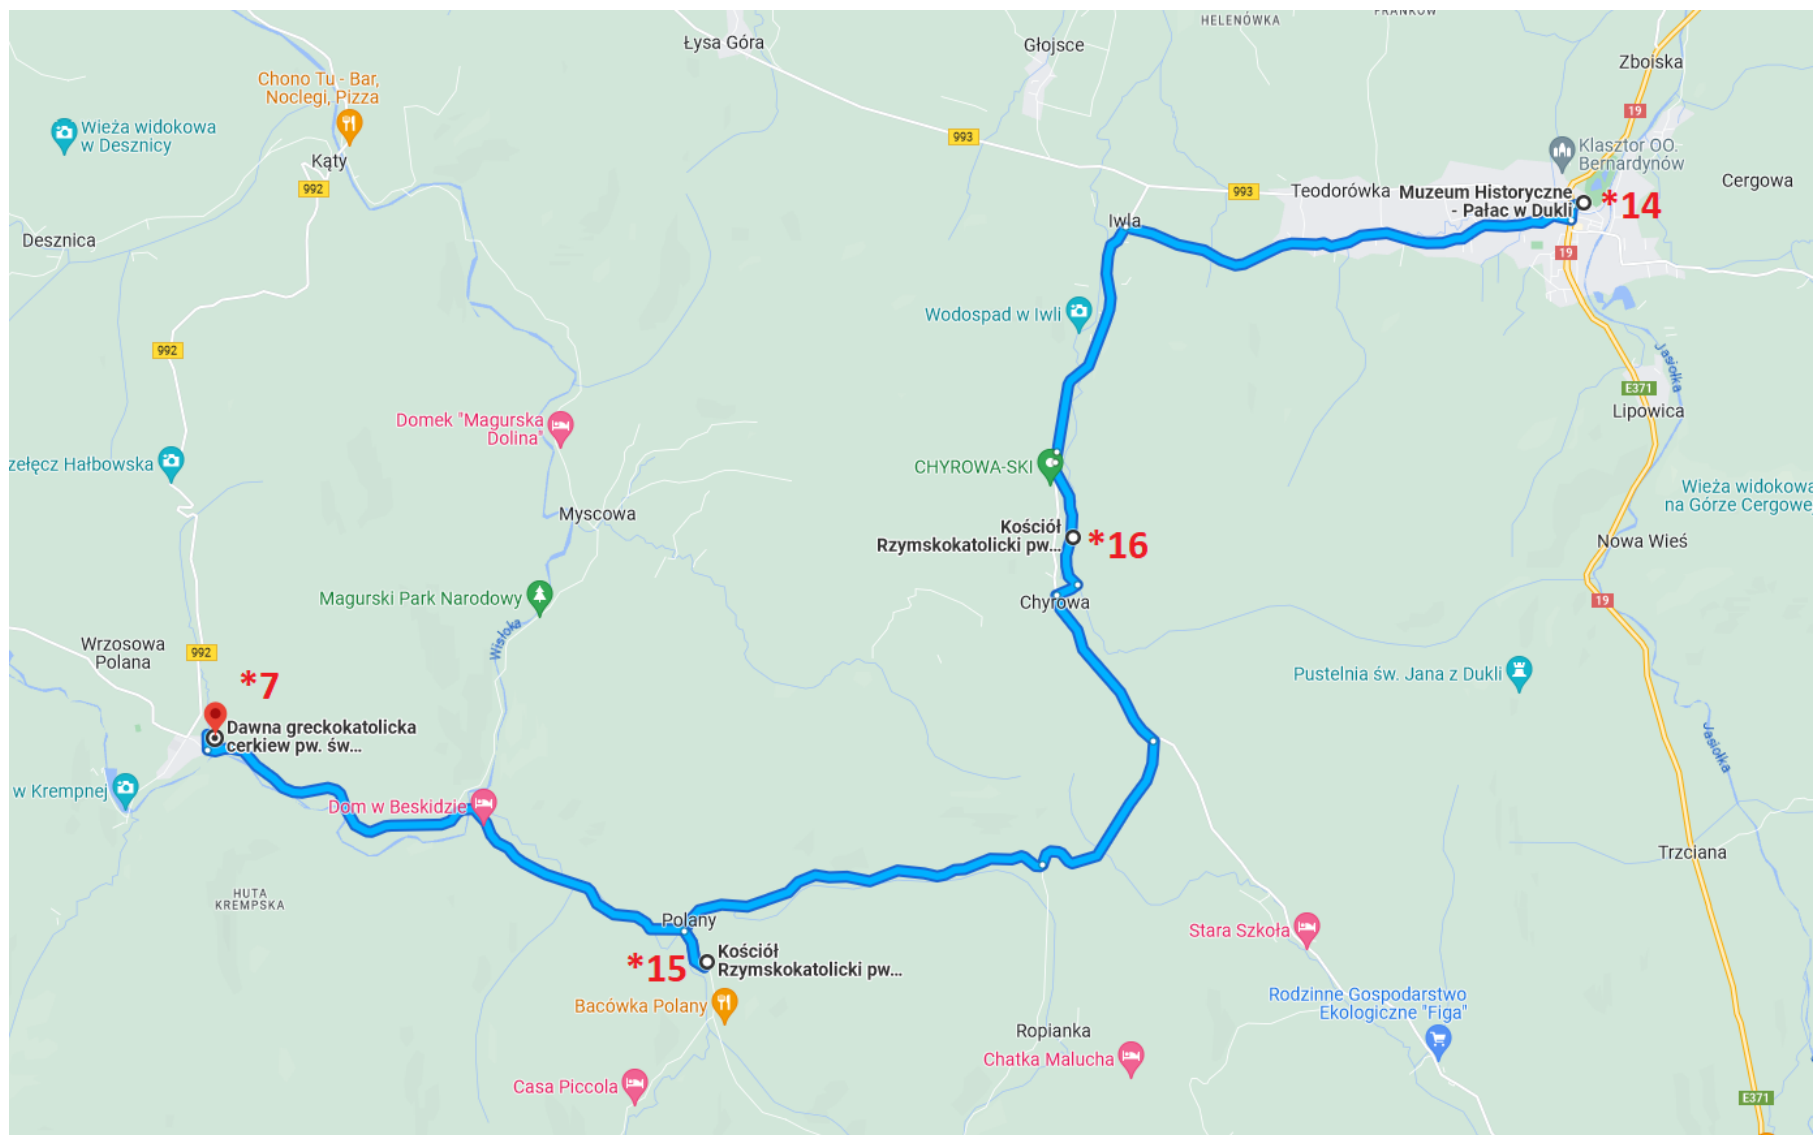 HELENÓWKA
FRANKÓW
Łysa Góra
Głojsce
Zboiska
Chono Tu - Bar,
Noclegi, Pizza
19
Wieża widokowa
w Desznicy
993
Klasztor OO.
Bernardynów
Kąty
992
993
Teodorówka
Muzeum Historyczne
- Pałac w Dukli
*14
Cergowa
Iwla
Desznica
19
Wodospad w Iwli
992
Jasiołka
E371
Lipowica
Domek "Magurska
Dolina"
zełęcz Hałbowska
CHYROWA-SKI
Wieża widokowa
na Górze Cergowej
Myscowa
Kościół
Rzymskokatolicki pw...
*16
Nowa Wieś
Magurski Park Narodowy
Chyrowa
19
Wisłoka
Wrzosowa
Polana
992
Pustelnia św. Jana z Dukli
*7
Dawna greckokatolicka
cerkiew pw. św...
Jasiołka
w Krempnej
Dom w Beskidzie
Trzciana
HUTA
KREMPSKA
Polany
Stara Szkoła
*15
Kościół
Rzymskokatolicki pw...
Bacówka Polany
Rodzinne Gospodarstwo
Ekologiczne "Figa"
Ropianka
Chatka Malucha
Casa Piccola
E371